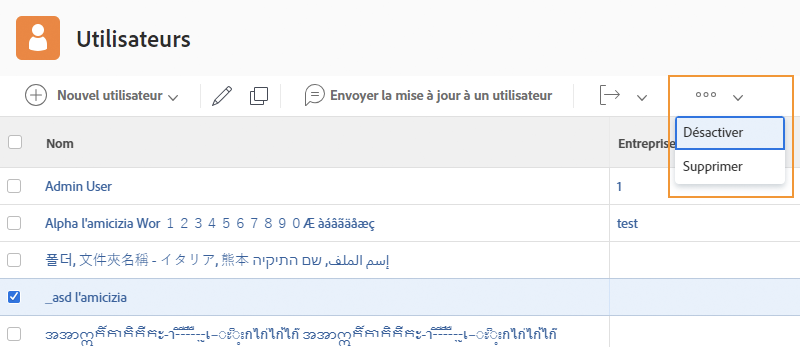 Utilisateurs
Nouvel utilisateur
Envoyer la mise à jour à un utilisateur
Désactiver
Supprimer
Nom Entreprise
Admin User 1
Alpha l'amicizia Wor 1 2 3 4 5 6 7 8 9 0 Æ àáâãäåæç test
폴더, 文件夾名稱 - イタリア, 熊本 إسم الملف, שם התיקיה
_asd l'amicizia